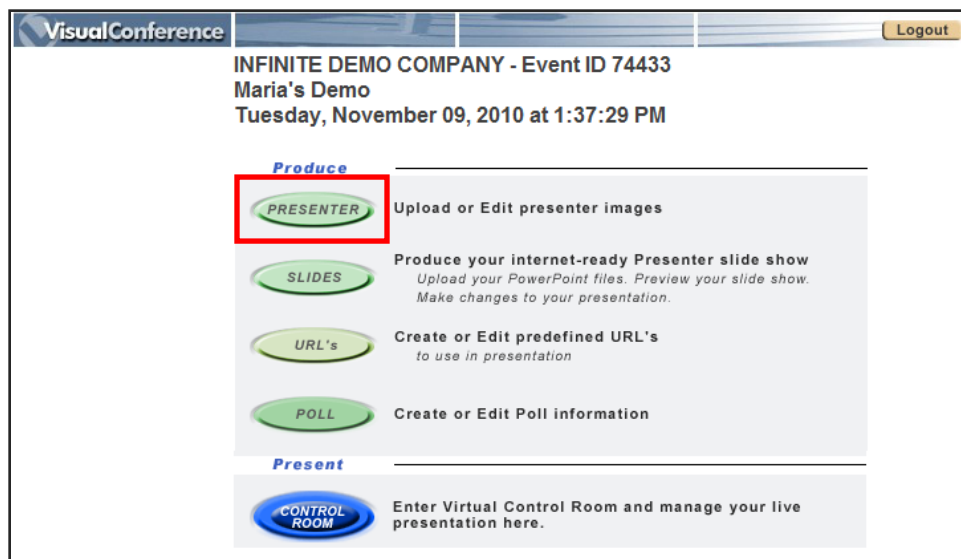 VisualConference
Logout
INFINITE DEMO COMPANY - Event ID 74433
Maria's Demo
Tuesday, November 09, 2010 at 1:37:29 PM
Produce
PRESENTER
Upload or Edit presenter images
SLIDES
Produce your internet-ready Presenter slide show
Upload your PowerPoint files. Preview your slide show.
Make changes to your presentation.
URL's
Create or Edit predefined URL's
to use in presentation
POLL
Create or Edit Poll information
Present
CONTROL
ROOM
Enter Virtual Control Room and manage your live
presentation here.